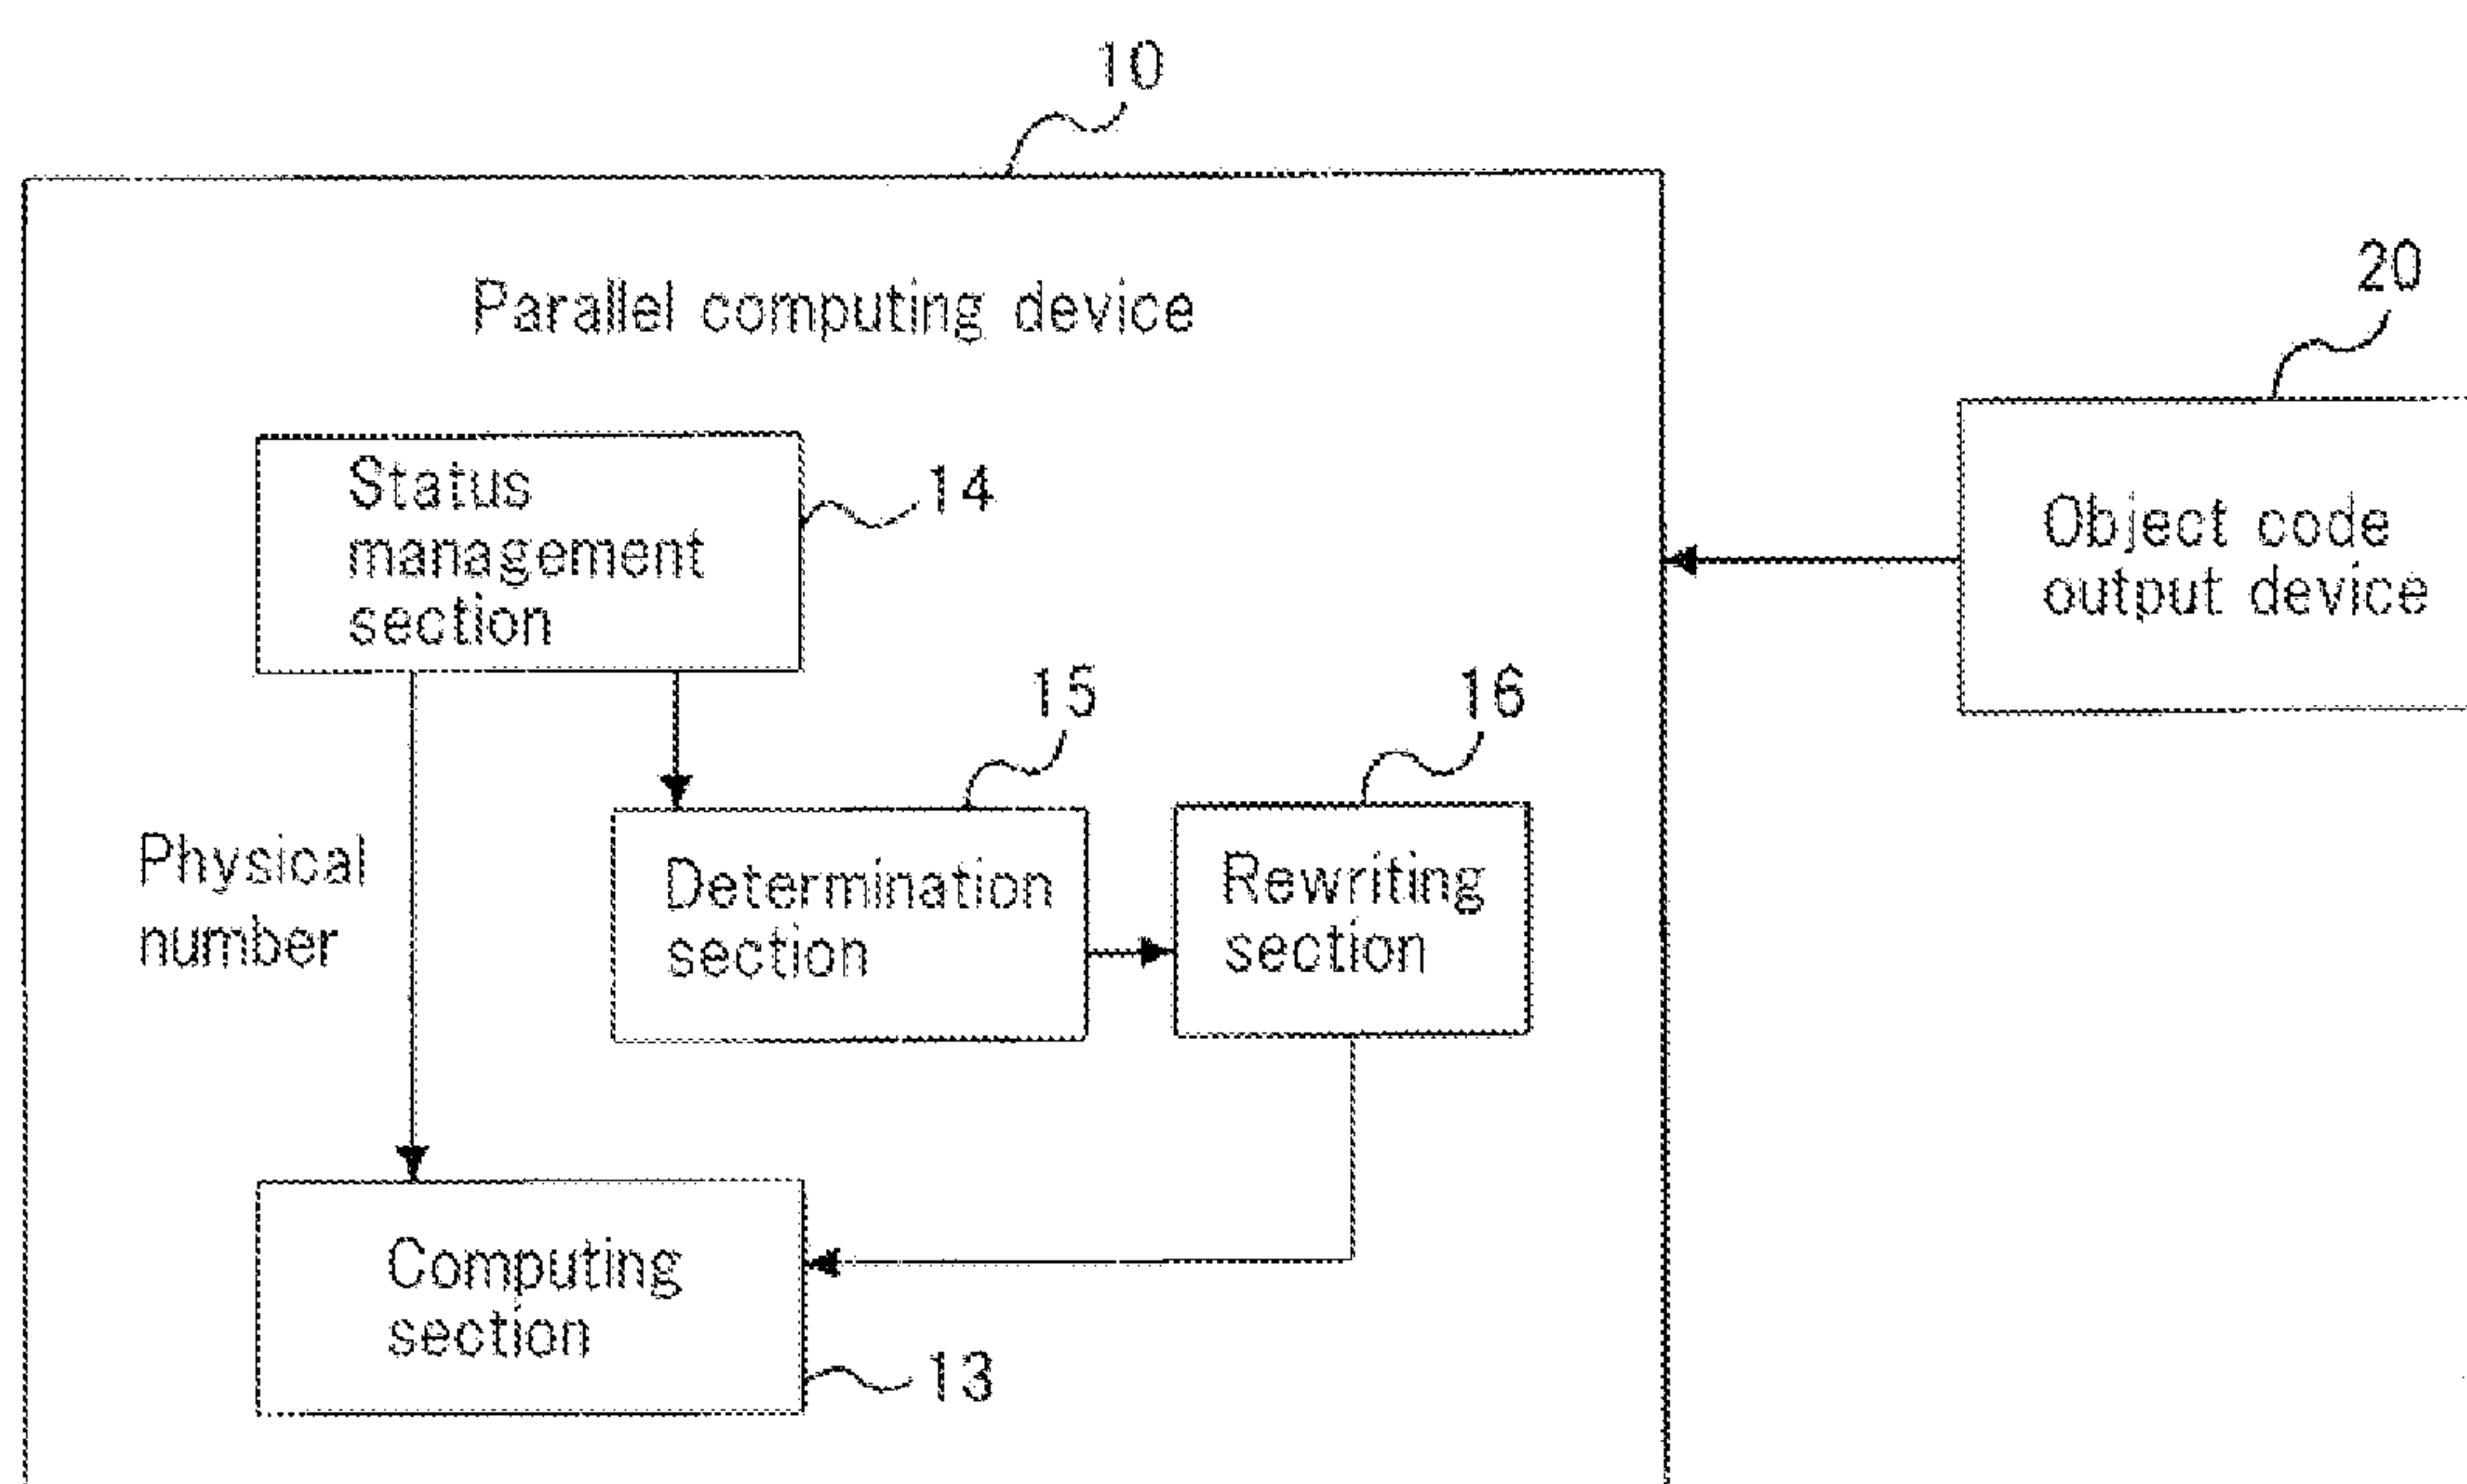 10
Parallel computing device
20
Status
management
section
14
Object code
output device
15
16
Physical
number
Determination
section
Rewriting
section
Computing
section
13